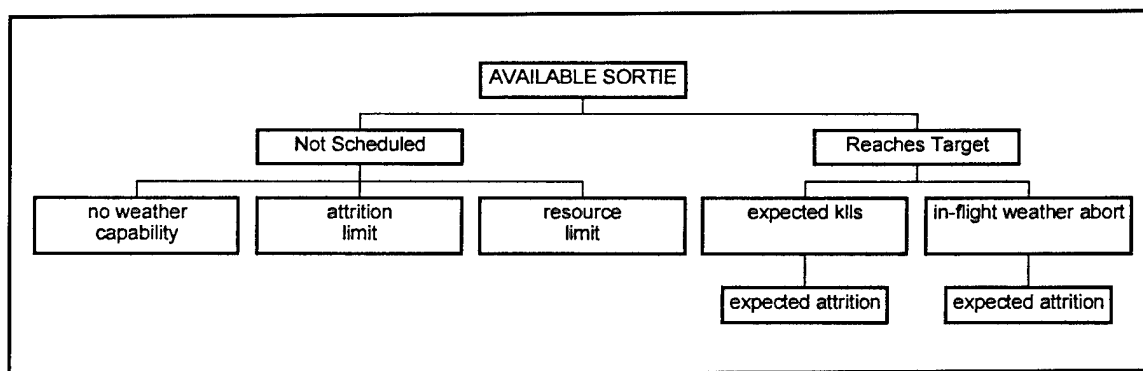 AVAILABLE SORTIE
Not Scheduled
Reaches Target
no weather
capability
attrition
limit
resource
limit
expected klls
in-flight weather abort
expected attrition
expected attrition